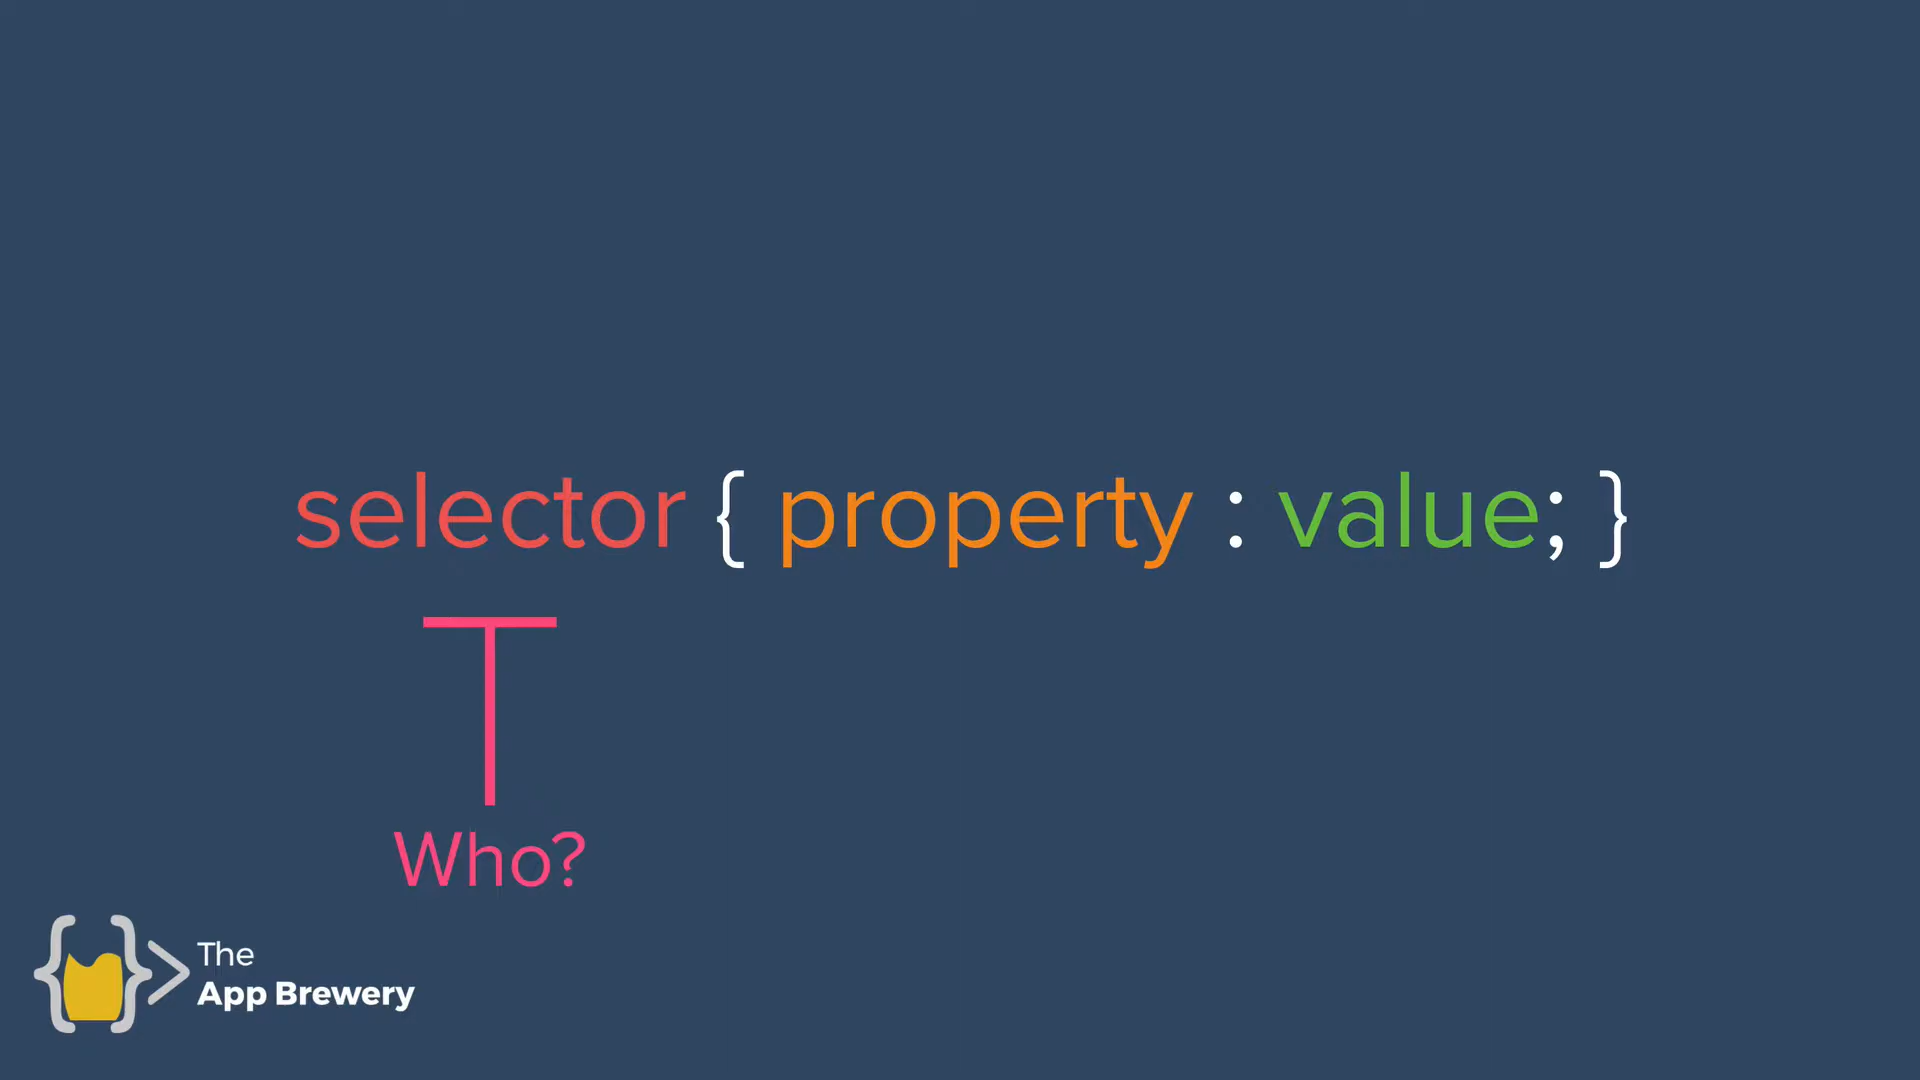 selector { property : value; }
Who?
The
App Brewery